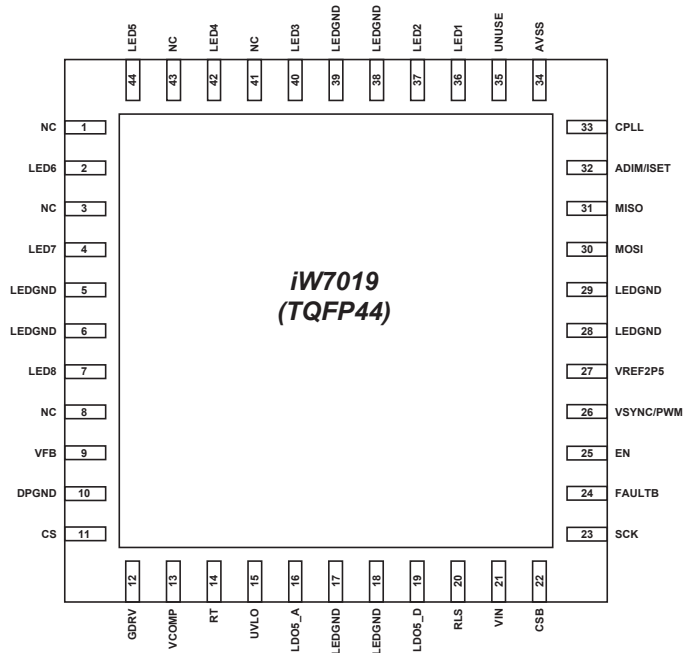 LED5
NC
LED4
NC
LED3
LEDGND
LEDGND
LED2
LED1
UNUSE
AVSS
44
43
42
41
40
39
38
37
36
35
34
NC 1
LED6 2
NC 3
LED7 4
LEDGND 5
LEDGND 6
LED8 7
NC 8
VFB 9
DPGND 10
CS 11
iW7019
(TQFP44)
33 CPLL
32 ADIM/ISET
31 MISO
30 MOSI
29 LEDGND
28 LEDGND
27 VREF2P5
26 VSYNC/PWM
25 EN
24 FAULTB
23 SCK
12
13
14
15
16
17
18
19
20
21
22
GDRV
VCOMP
RT
UVLO
LDO5_A
LEDGND
LEDGND
LDO5_D
RLS
VIN
CSB